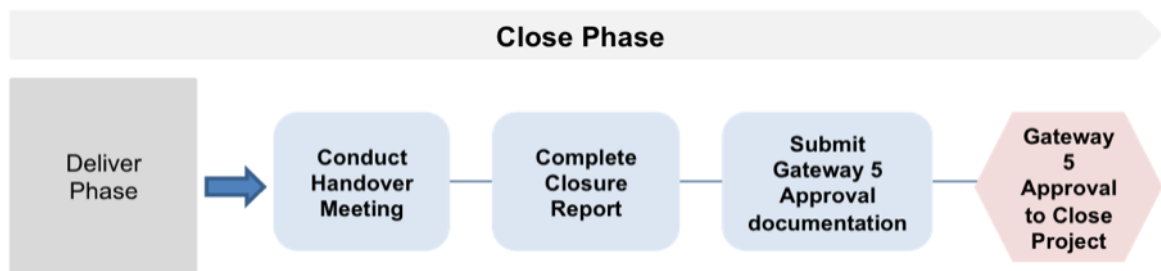 Close Phase
Deliver
Phase
Conduct
Handover
Meeting
Complete
Closure
Report
Submit
Gateway 5
Approval
documentation
Gateway
5
Approval
to Close
Project